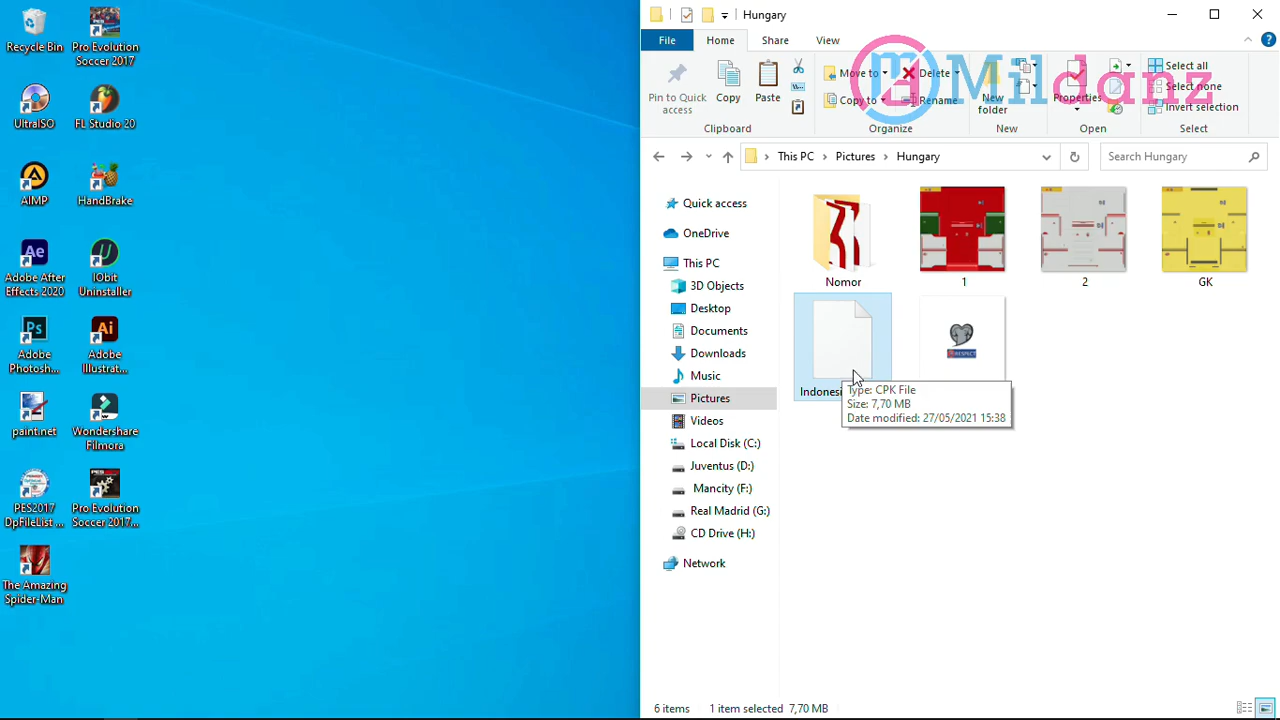 Recycle Bin
Pro Evolution
Soccer 2017
UltraISO
FL Studio 20
AIMP
HandBrake
Adobe After
Effects 2020
IObit
Uninstaller
Adobe
Photosh...
Adobe
Illustrat...
paint.net
Wondershare
Filmora
PES2017
DpFileList ...
Pro Evolution
Soccer 2017...
The Amazing
Spider-Man
Hungary
File
Home
Share
View
Mildanz
Pin to Quick
access
Copy
Paste
Clipboard
Move to
Copy to
Delete
Rename
Organize
New
folder
New
Properties
Open
Select all
Select none
Invert selection
Select
This PC
Pictures
Hungary
Search Hungary
Quick access
OneDrive
This PC
3D Objects
Desktop
Documents
Downloads
Music
Pictures
Videos
Local Disk (C:)
Juventus (D:)
Mancity (F:)
Real Madrid (G:)
CD Drive (H:)
Network
Nomor
1
2
GK
RESPECT
Type: CPK File
Size: 7,70 MB
Date modified: 27/05/2021 15:38
6 items
1 item selected 7,70 MB